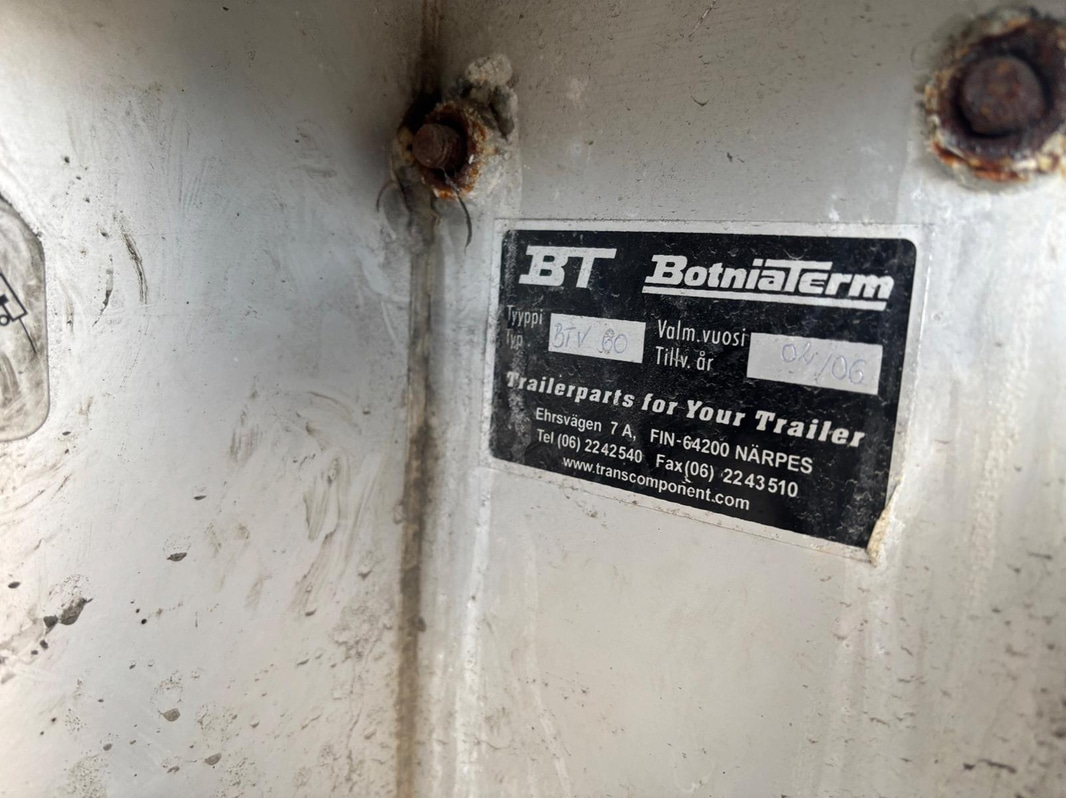 BT BotniaTerm
Tyyppi
Typ
BTV 60
Valm.vuosi
Tillv. år
04/06
Trailerparts for Your Trailer
Ehrsvägen 7 A, FIN-64200 NÄRPES
Tel (06) 2242540 Fax(06) 2243510
www.transcomponent.com